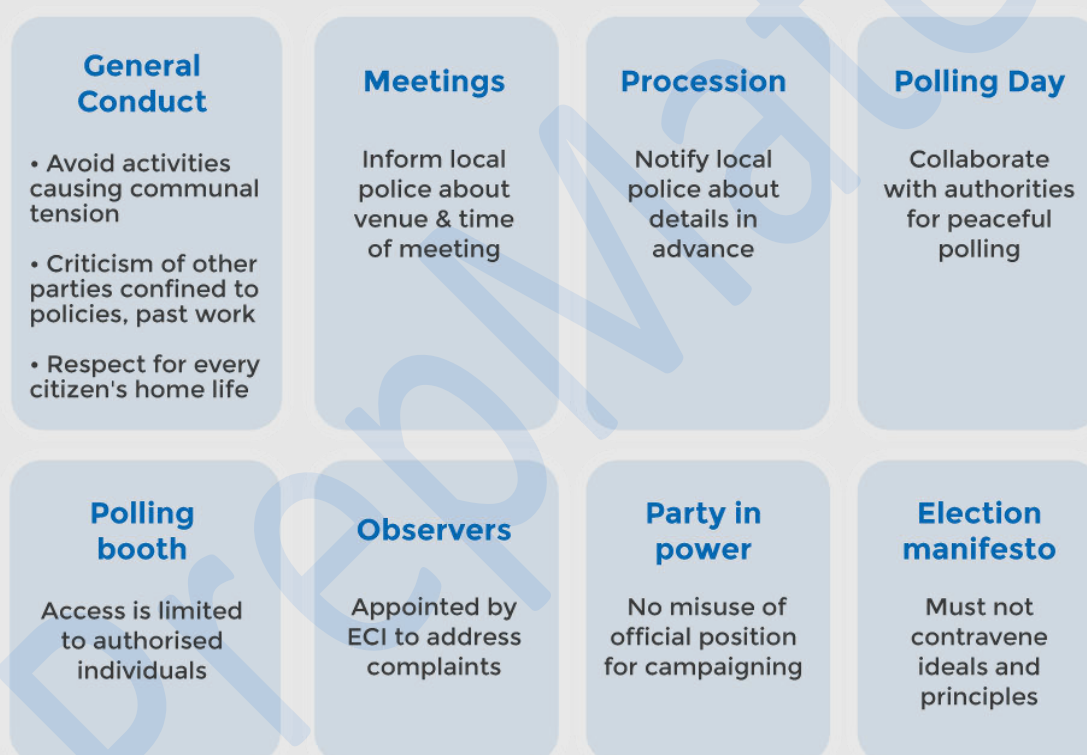 General
Conduct
• Avoid activities
causing communal
tension
• Criticism of other
parties confined to
policies, past work
• Respect for every
citizen's home life
Meetings
Inform local
police about
venue & time
of meeting
Procession
Notify local
police about
details in
advance
Polling Day
Collaborate
with authorities
for peaceful
polling
Polling
booth
Access is limited
to authorised
individuals
Observers
Appointed by
ECI to address
complaints
Party in
power
No misuse of
official position
for campaigning
Election
manifesto
Must not
contravene
ideals and
principles
PrepMate